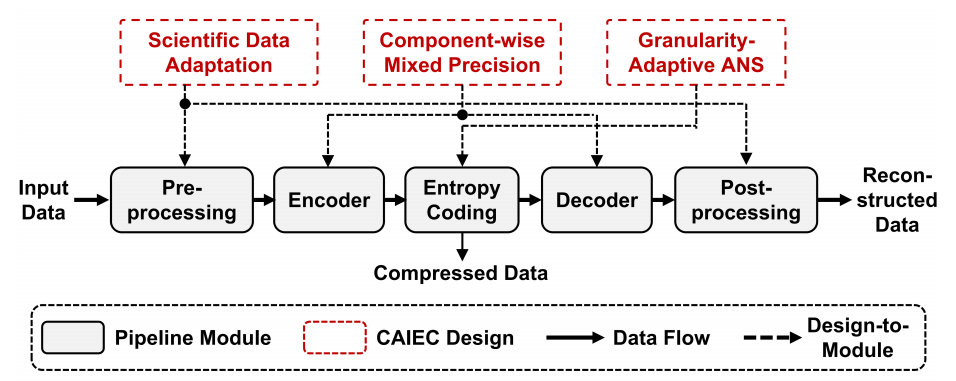 Scientific Data
Adaptation
Component-wise
Mixed Precision
Granularity-
Adaptive ANS
Input
Data
Pre-
processing
Encoder
Entropy
Coding
Decoder
Post-
processing
Recon-
structed
Data
Compressed Data
Pipeline Module
CAIEC Design
Data Flow
Design-to-
Module